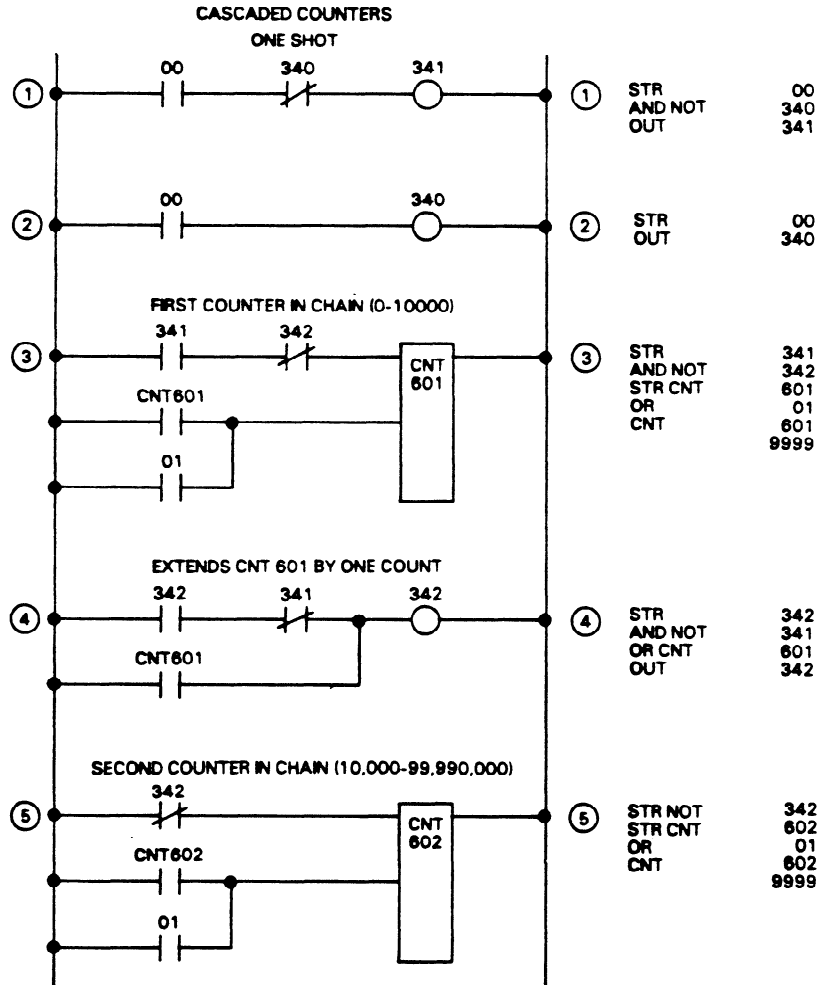 CASCADED COUNTERS
ONE SHOT
00 340 341
1 1 STR 00
AND NOT 340
OUT 341
00 340
2 2 STR 00
OUT 340
FIRST COUNTER IN CHAIN (0-10000)
341 342
3 CNT 601 3 STR 341
AND NOT 342
STR CNT 601
OR 01
CNT 601
9999
CNT601
01
EXTENDS CNT 601 BY ONE COUNT
342 341 342
4 4 STR 342
AND NOT 341
OR CNT 601
OUT 342
CNT601
SECOND COUNTER IN CHAIN (10,000-99,990,000)
342
5 CNT 602 5 STR NOT 342
STR CNT 602
OR 01
CNT 602
9999
CNT602
01